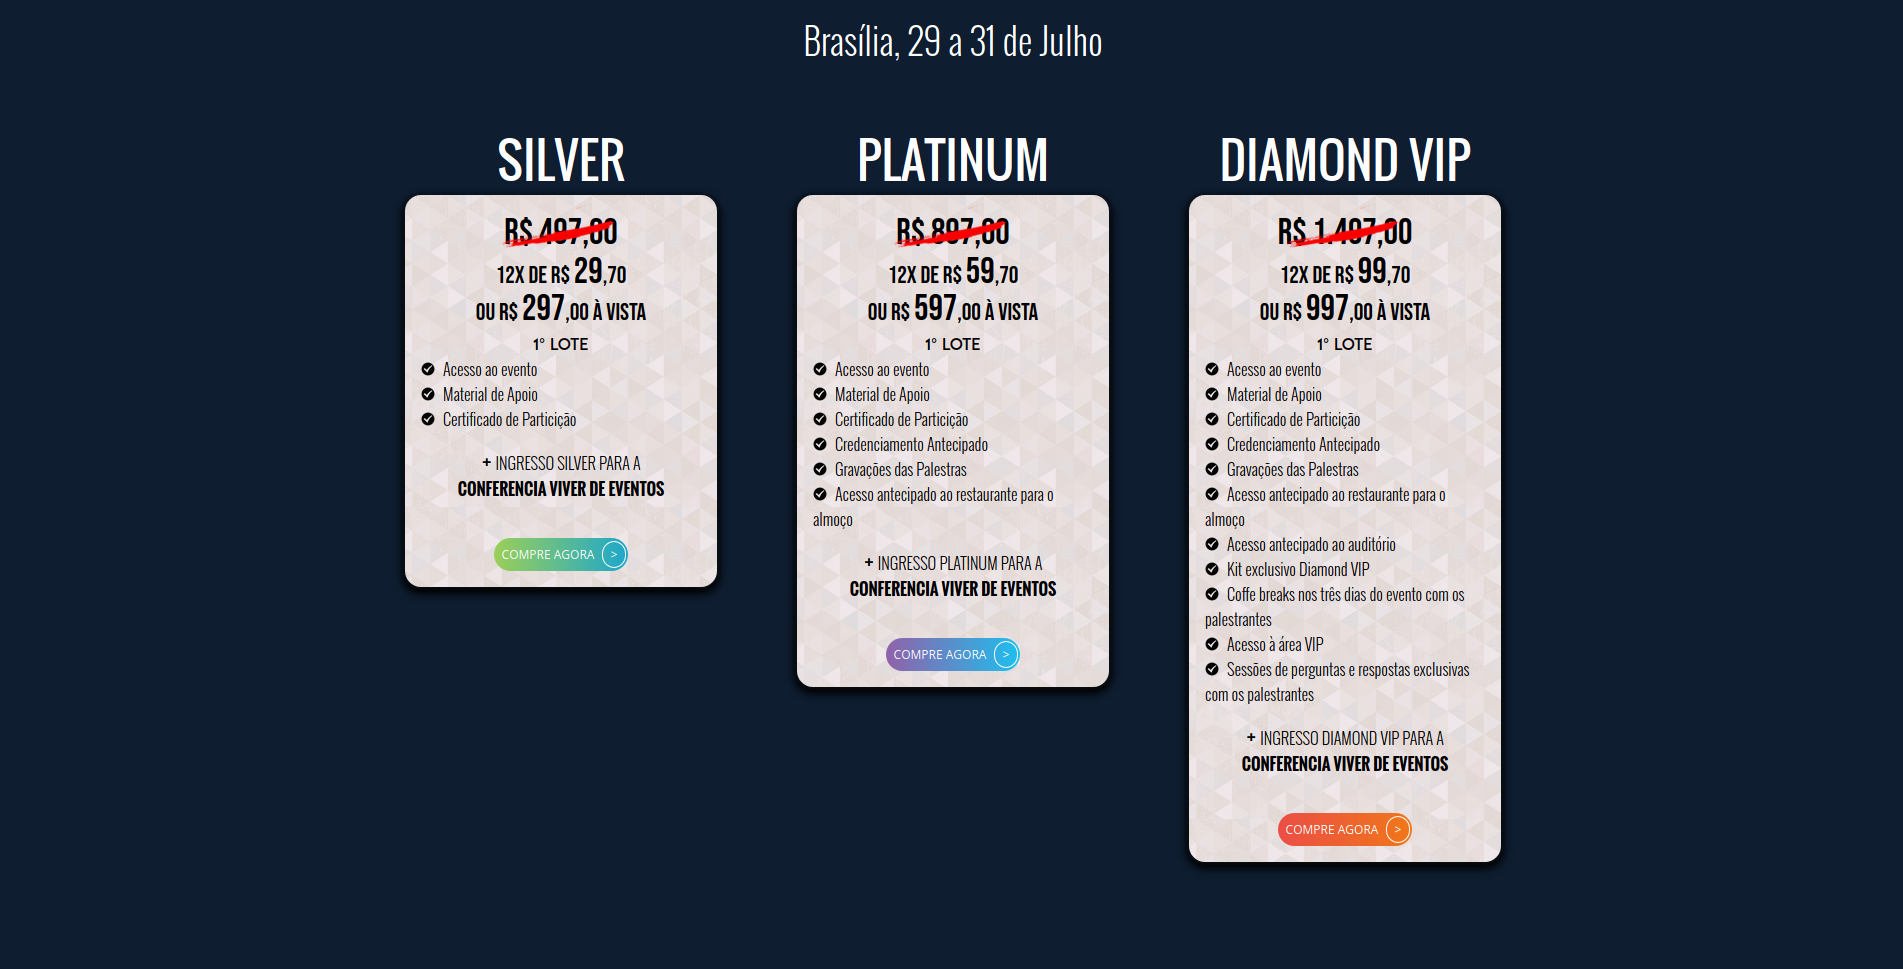 Brasília, 29 a 31 de Julho
SILVER
R$ 497,00
12X DE R$ 29,70
OU R$ 297,00 À VISTA
1° LOTE
Acesso ao evento
Material de Apoio
Certificado de Particição
+ INGRESSO SILVER PARA A
CONFERENCIA VIVER DE EVENTOS
COMPRE AGORA >
PLATINUM
R$ 897,00
12X DE R$ 59,70
OU R$ 597,00 À VISTA
1° LOTE
Acesso ao evento
Material de Apoio
Certificado de Particição
Credenciamento Antecipado
Gravações das Palestras
Acesso antecipado ao restaurante para o
almoço
+ INGRESSO PLATINUM PARA A
CONFERENCIA VIVER DE EVENTOS
COMPRE AGORA >
DIAMOND VIP
R$ 1.497,00
12X DE R$ 99,70
OU R$ 997,00 À VISTA
1° LOTE
Acesso ao evento
Material de Apoio
Certificado de Particição
Credenciamento Antecipado
Gravações das Palestras
Acesso antecipado ao restaurante para o
almoço
Acesso antecipado ao auditório
Kit exclusivo Diamond VIP
Coffe breaks nos três dias do evento com os
palestrantes
Acesso à área VIP
Sessões de perguntas e respostas exclusivas
com os palestrantes
+ INGRESSO DIAMOND VIP PARA A
CONFERENCIA VIVER DE EVENTOS
COMPRE AGORA >